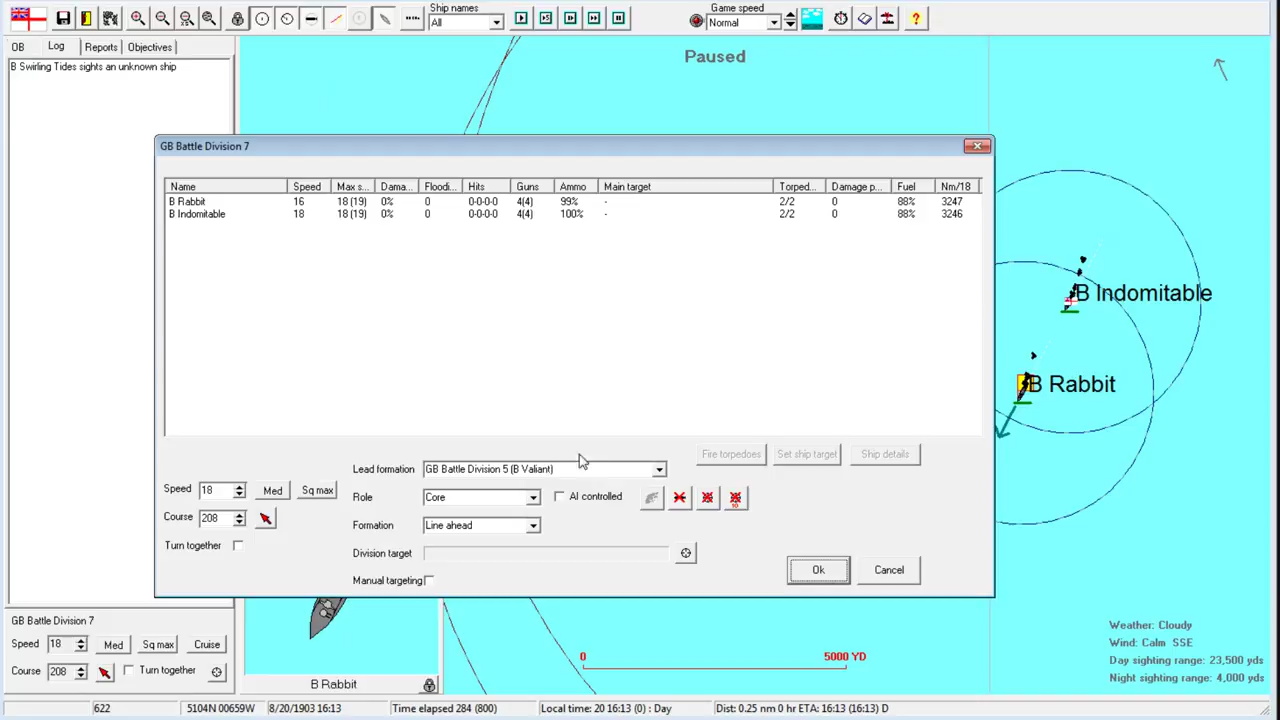 Ship names
Game speed
All
Normal
?
OB
Log
Reports
Objectives
B Swirling Tides sights an unknown ship
Paused
GB Battle Division 7
Name Speed Max s... Dama... Floodi... Hits Guns Ammo Main target Torped... Damage p... Fuel Nm/18
B Rabbit 16 18 (19) 0% 0 0-0-0-0 4(4) 99% - 2/2 0 88% 3247
B Indomitable 18 18 (19) 0% 0 0-0-0-0 4(4) 100% - 2/2 0 88% 3246
B Indomitable
B Rabbit
Fire torpedoes
Set ship target
Ship details
Lead formation
GB Battle Division 5 (B Valiant)
Speed
18
Med
Sq max
Role
Core
AI controlled
10
Course
208
Formation
Line ahead
Turn together
Division target
Ok
Cancel
Manual targeting
GB Battle Division 7
Speed
18
Med
Sq max
Cruise
Course
208
Turn together
B Rabbit
0
5000 YD
Weather: Cloudy
Wind: Calm SSE
Day sighting range: 23,500 yds
Night sighting range: 4,000 yds
622
5104N 00659W
8/20/1903 16:13
Time elapsed 284 (800)
Local time: 20 16:13 (0) : Day
Dist: 0.25 nm 0 hr ETA: 16:13 (0) D